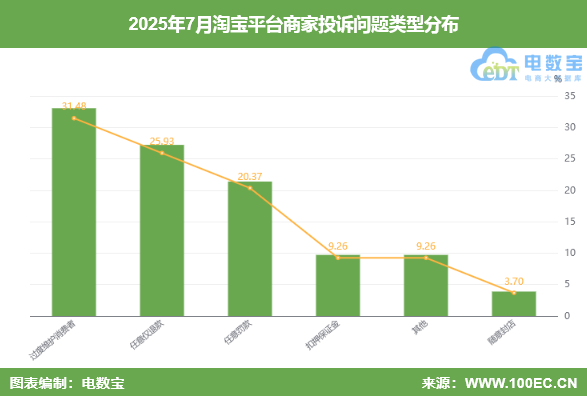 2025年7月淘宝平台商家投诉问题类型分布
EDT 电数宝
电商大数据库
%
35
30
25
20
15
10
5
0
31.48
25.93
20.37
9.26
9.26
3.70
过度维护消费者
任意仅退款
任意罚款
扣押保证金
其他
随意封店
图表编制：电数宝
来源：WWW.100EC.CN